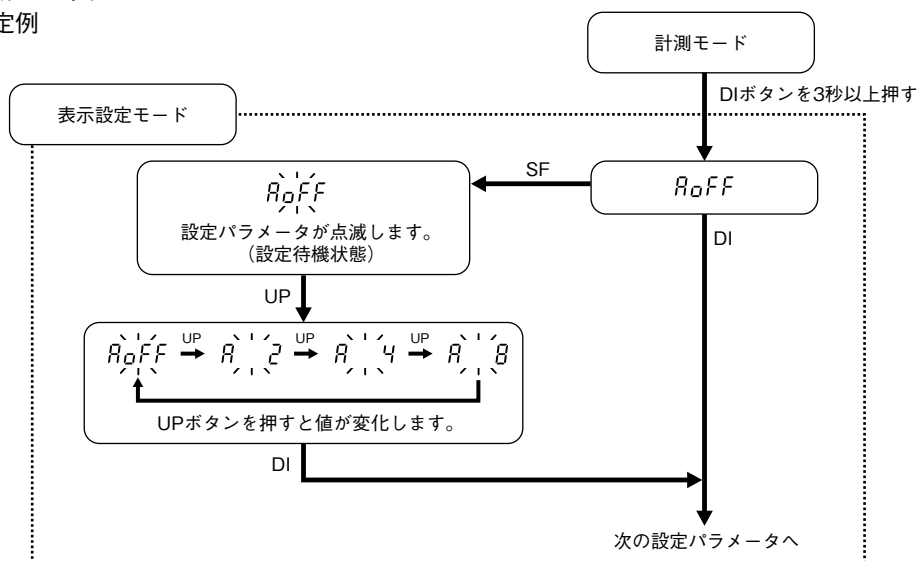 定例
計測モード
DIボタンを3秒以上押す
表示設定モード
SF
AoFF
AoFF
設定パラメータが点滅します。
（設定待機状態）
DI
UP
AoFF UP A 2 UP A 4 UP A 8
UPボタンを押すと値が変化します。
DI
次の設定パラメータへ